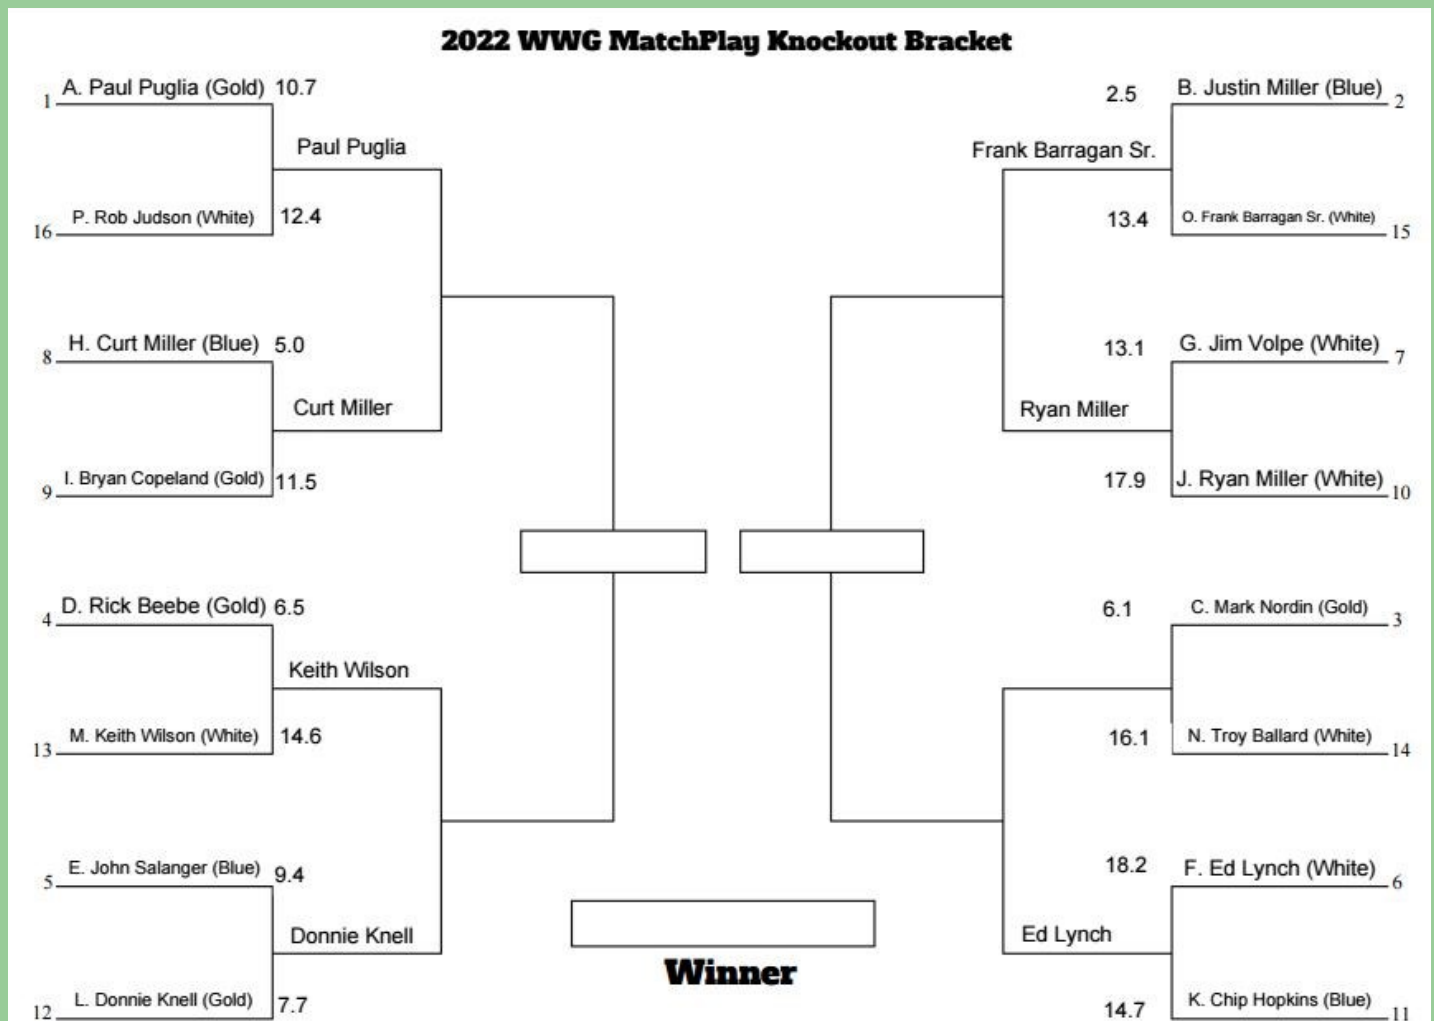 2022 WWG MatchPlay Knockout Bracket
1 A. Paul Puglia (Gold) 10.7
Paul Puglia
16 P. Rob Judson (White) 12.4
8 H. Curt Miller (Blue) 5.0
Curt Miller
9 I. Bryan Copeland (Gold) 11.5
4 D. Rick Beebe (Gold) 6.5
Keith Wilson
13 M. Keith Wilson (White) 14.6
5 E. John Salanger (Blue) 9.4
Donnie Knell
12 L. Donnie Knell (Gold) 7.7
2.5 B. Justin Miller (Blue) 2
Frank Barragan Sr.
13.4 O. Frank Barragan Sr. (White) 15
13.1 G. Jim Volpe (White) 7
Ryan Miller
17.9 J. Ryan Miller (White) 10
6.1 C. Mark Nordin (Gold) 3
16.1 N. Troy Ballard (White) 14
18.2 F. Ed Lynch (White) 6
Ed Lynch
14.7 K. Chip Hopkins (Blue) 11
Winner